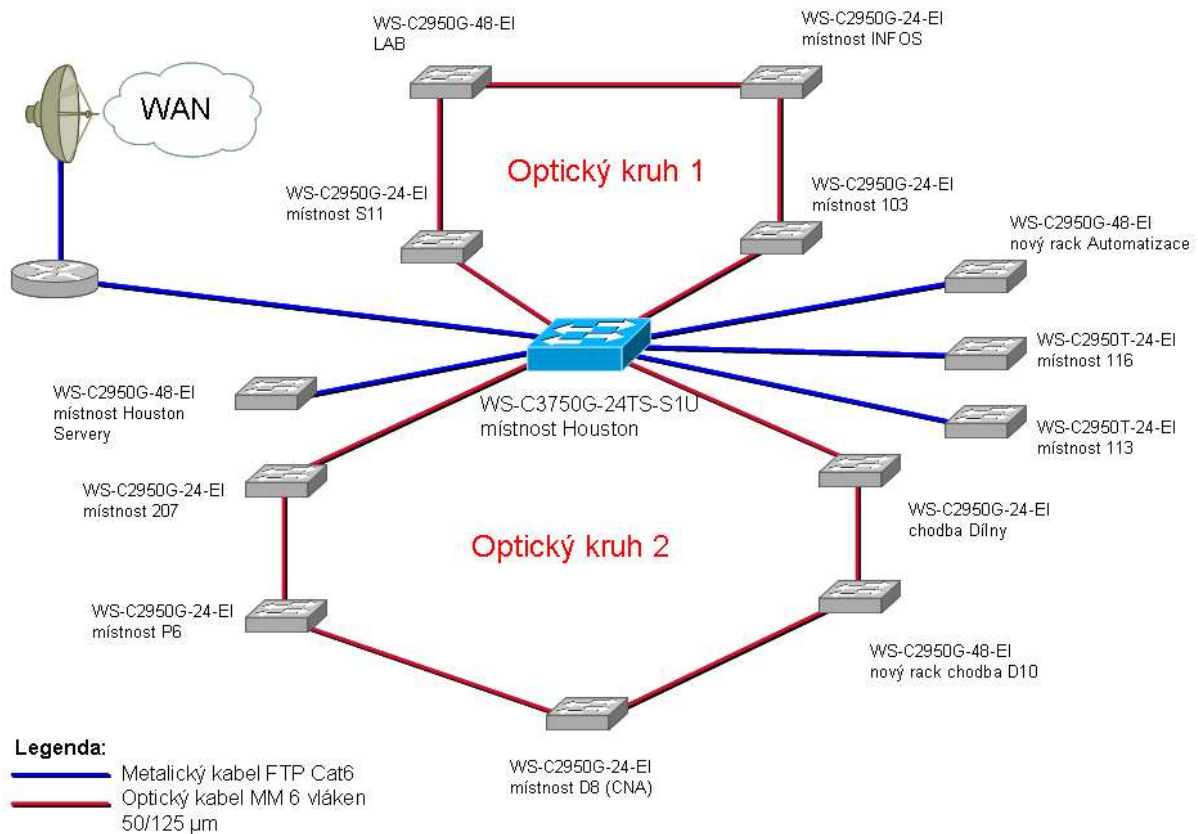 WS-C2950G-48-EI
LAB
WS-C2950G-24-EI
místnost INFOS
WAN
Optický kruh 1
WS-C2950G-24-EI
místnost S11
WS-C2950G-24-EI
místnost 103
WS-C2950G-48-EI
nový rack Automatizace
WS-C2950T-24-EI
místnost 116
WS-C2950G-48-EI
místnost Houston
Servery
WS-C3750G-24TS-S1U
místnost Houston
WS-C2950T-24-EI
místnost 113
WS-C2950G-24-EI
místnost 207
WS-C2950G-24-EI
chodba Dílny
Optický kruh 2
WS-C2950G-24-EI
místnost P6
WS-C2950G-48-EI
nový rack chodba D10
WS-C2950G-24-EI
místnost D8 (CNA)
Legenda:
Metalický kabel FTP Cat6
Optický kabel MM 6 vláken
50/125 µm